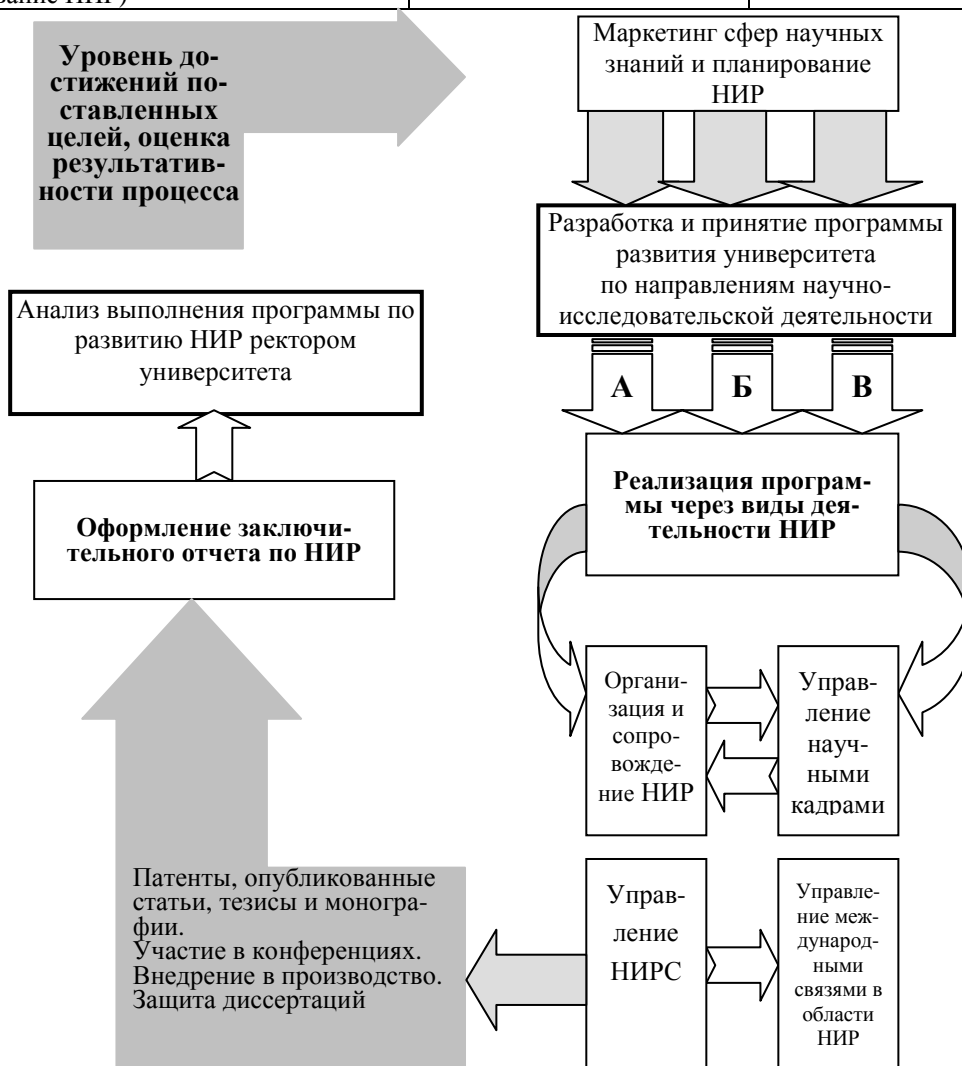 вание НИР)
Уровень до-
стижений по-
ставленных
целей, оценка
результатив-
ности процесса
Маркетинг сфер научных
знаний и планирование
НИР
Разработка и принятие программы
развития университета
по направлениям научно-
исследовательской деятельности
А Б В
Реализация програм-
мы через виды дея-
тельности НИР
Анализ выполнения программы по
развитию НИР ректором
университета
Оформление заключи-
тельного отчета по НИР
Органи-
зация и
сопро-
вожде-
ние НИР
Управ-
ление
науч-
ными
кадрами
Патенты, опубликованные
статьи, тезисы и моногра-
фии.
Участие в конференциях.
Внедрение в производство.
Защита диссертаций
Управ-
ление
НИРС
Управле-
ние меж-
дународ-
ными
связями в
области
НИР